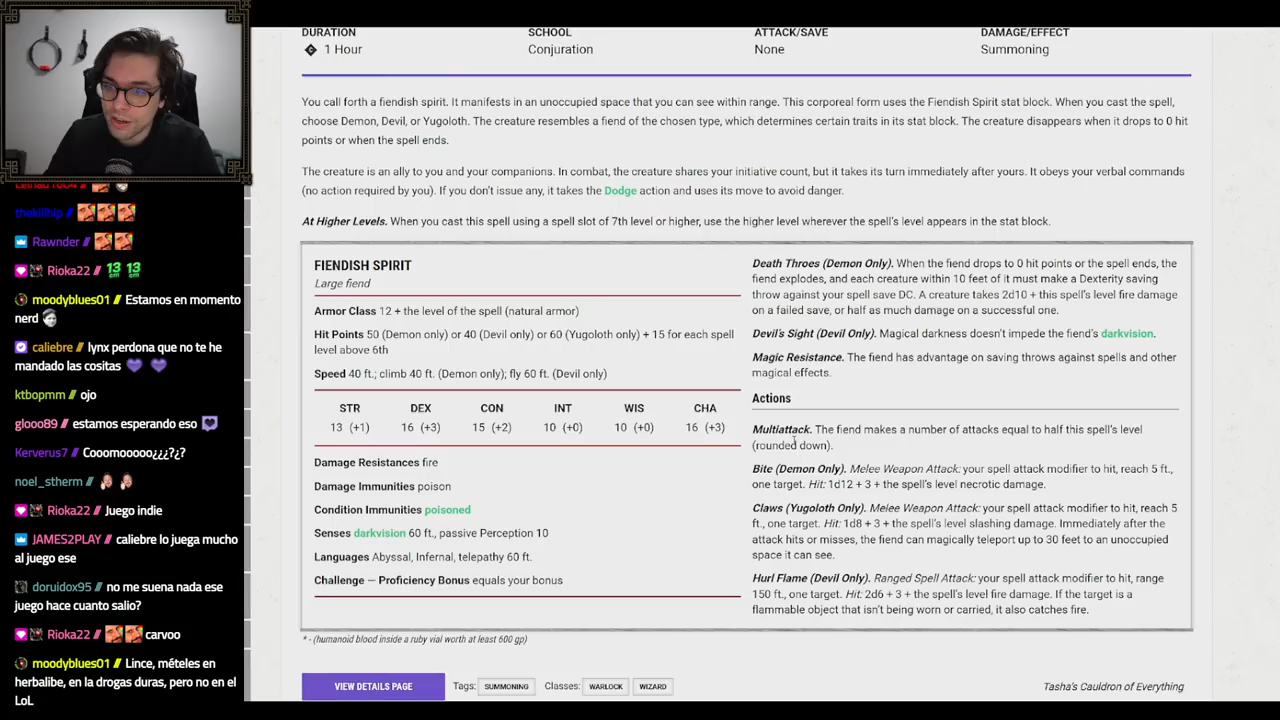 DURATION
SCHOOL
ATTACK/SAVE
DAMAGE/EFFECT
1 Hour
Conjuration
None
Summoning
You call forth a fiendish spirit. It manifests in an unoccupied space that you can see within range. This corporeal form uses the Fiendish Spirit stat block. When you cast the spell,
choose Demon, Devil, or Yugoloth. The creature resembles a fiend of the chosen type, which determines certain traits in its stat block. The creature disappears when it drops to 0 hit
points or when the spell ends.
The creature is an ally to you and your companions. In combat, the creature shares your initiative count, but it takes its turn immediately after yours. It obeys your verbal commands
(no action required by you). If you don't issue any, it takes the Dodge action and uses its move to avoid danger.
At Higher Levels. When you cast this spell using a spell slot of 7th level or higher, use the higher level wherever the spell's level appears in the stat block.
FIENDISH SPIRIT
Large fiend
Armor Class 12 + the level of the spell (natural armor)
Hit Points 50 (Demon only) or 40 (Devil only) or 60 (Yugoloth only) + 15 for each spell
level above 6th
Speed 40 ft.; climb 40 ft. (Demon only); fly 60 ft. (Devil only)
STR DEX CON INT WIS CHA
13 (+1) 16 (+3) 15 (+2) 10 (+0) 10 (+0) 16 (+3)
Damage Resistances fire
Damage Immunities poison
Condition Immunities poisoned
Senses darkvision 60 ft., passive Perception 10
Languages Abyssal, Infernal, telepathy 60 ft.
Challenge — Proficiency Bonus equals your bonus
Death Throes (Demon Only). When the fiend drops to 0 hit points or the spell ends, the
fiend explodes, and each creature within 10 feet of it must make a Dexterity saving
throw against your spell save DC. A creature takes 2d10 + this spell's level fire damage
on a failed save, or half as much damage on a successful one.
Devil's Sight (Devil Only). Magical darkness doesn't impede the fiend's darkvision.
Magic Resistance. The fiend has advantage on saving throws against spells and other
magical effects.
Actions
Multiattack. The fiend makes a number of attacks equal to half this spell's level
(rounded down).
Bite (Demon Only). Melee Weapon Attack: your spell attack modifier to hit, reach 5 ft.,
one target. Hit: 1d12 + 3 + the spell's level necrotic damage.
Claws (Yugoloth Only). Melee Weapon Attack: your spell attack modifier to hit, reach 5
ft., one target. Hit: 1d8 + 3 + the spell's level slashing damage. Immediately after the
attack hits or misses, the fiend can magically teleport up to 30 feet to an unoccupied
space it can see.
Hurl Flame (Devil Only). Ranged Spell Attack: your spell attack modifier to hit, range
150 ft., one target. Hit: 2d6 + 3 + the spell's level fire damage. If the target is a
flammable object that isn't being worn or carried, it also catches fire.
* - (humanoid blood inside a ruby vial worth at least 600 gp)
VIEW DETAILS PAGE
Tags: SUMMONING Classes: WARLOCK WIZARD
Tasha's Cauldron of Everything
thekillhip //
Rawnder //
Rioka22 // 13 cm 13 cm
moodyblues01 // Estamos en momento
nerd
caliebre // lynx perdona que no te he
mandado las cositas
ktbopmm // ojo
glooo89 // estamos esperando eso
Kerverus7 // Cooomooooo¿¿¿?¿?
noel_stherm //
Rioka22 // Juego indie
JAMES2PLAY // caliebre lo juega mucho
al juego ese
doruidox95 // no me suena nada ese
juego hace cuanto salio?
Rioka22 // carvoo
moodyblues01 // Lince, mételes en
herbalibe, en la drogas duras, pero no en el
LoL